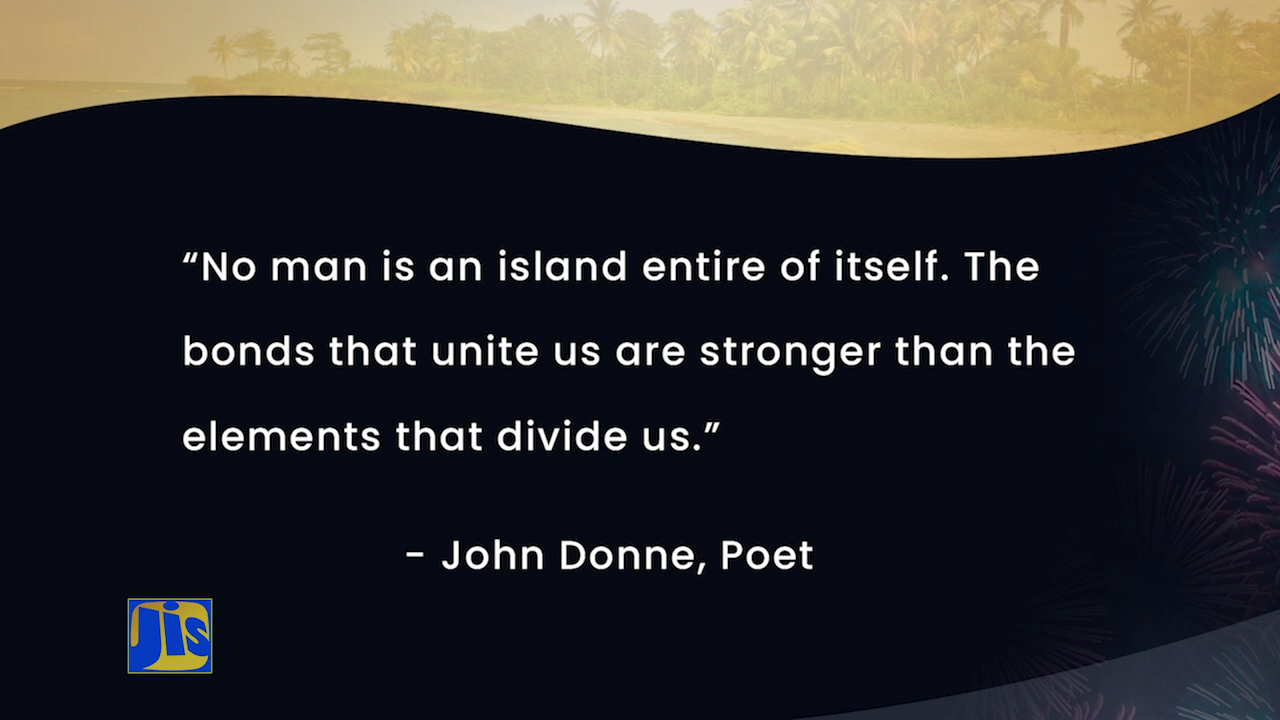 “No man is an island entire of itself. The
bonds that unite us are stronger than the
elements that divide us.”
- John Donne, Poet
jis